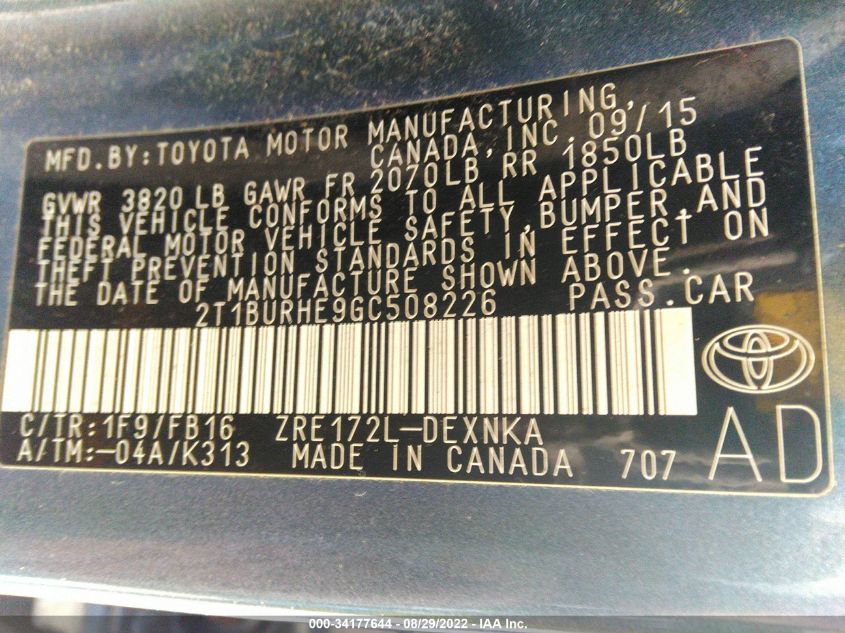 MFD.BY:TOYOTA MOTOR MANUFACTURING,
CANADA,INC. 09/15
GVWR 3820 LB GAWR FR 2070LB, RR 1850LB
THIS VEHICLE CONFORMS TO ALL APPLICABLE
FEDERAL MOTOR VEHICLE SAFETY,BUMPER,AND
THEFT PREVENTION STANDARDS IN EFFECT ON
THE DATE OF MANUFACTURE SHOWN ABOVE.
2T1BURHE9GC508226 PASS.CAR
C/TR:1F9/FB16 ZRE172L-DEXNKA
A/TM:-04A/K313 MADE IN CANADA 707
AD
000-34177644 - 08/29/2022 - IAA Inc.